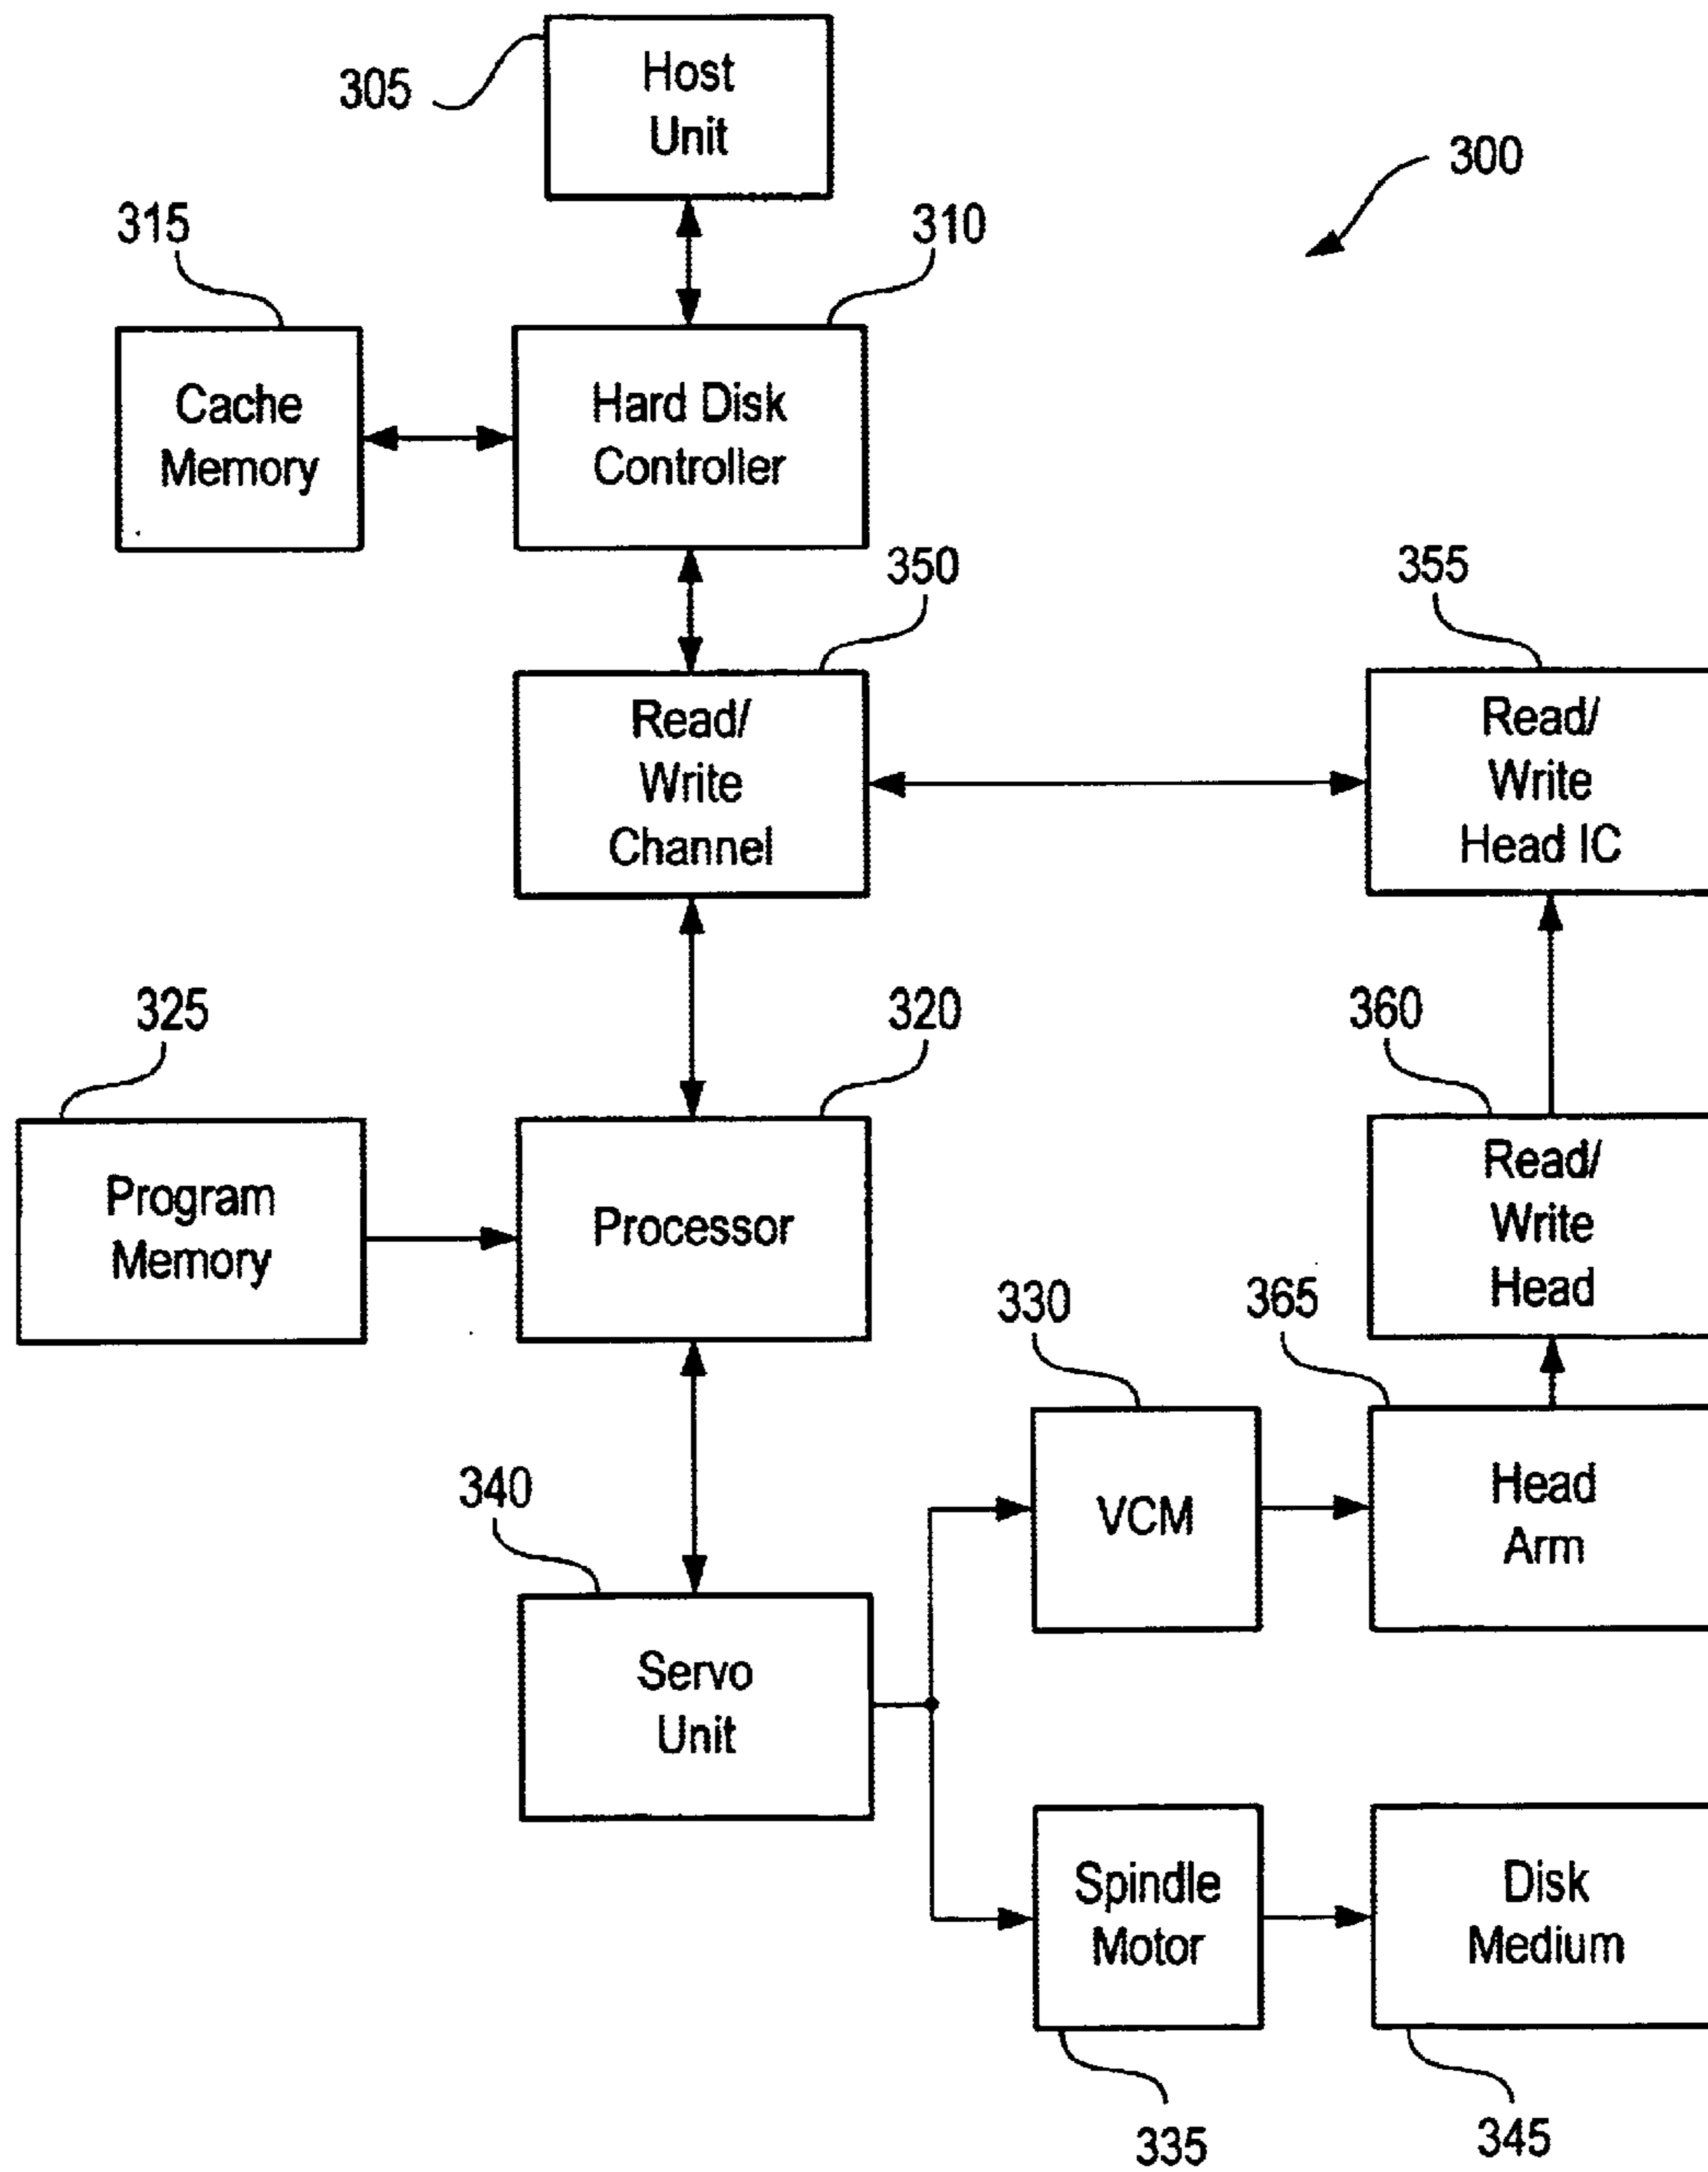 305
Host
Unit
300
315
310
Cache
Memory
Hard Disk
Controller
350
355
Read/
Write
Channel
Read/
Write
Head IC
325
320
360
Program
Memory
Processor
Read/
Write
Head
330
365
340
VCM
Head
Arm
Servo
Unit
Spindle
Motor
Disk
Medium
335
345